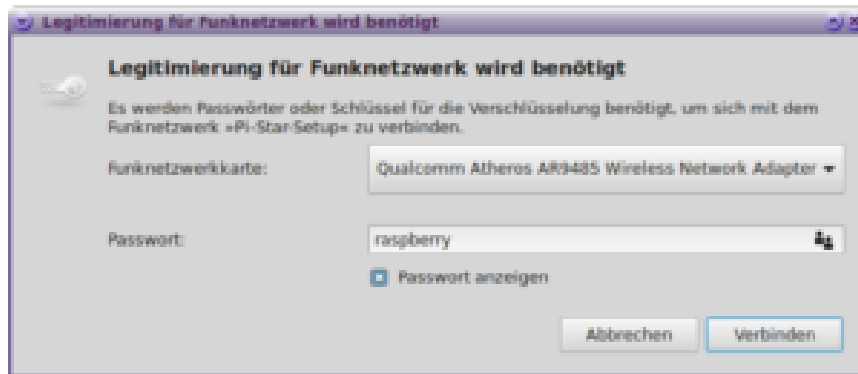 Legitimierung für Funknetzwerk wird benötigt
Legitimierung für Funknetzwerk wird benötigt
Es werden Passwörter oder Schlüssel für die Verschlüsselung benötigt, um sich mit dem
Funknetzwerk »Pi-Star-Setup« zu verbinden.
Funknetzwerkkarte: Qualcomm Atheros AR9485 Wireless Network Adapter
Passwort: raspberry
Passwort anzeigen
Abbrechen Verbinden